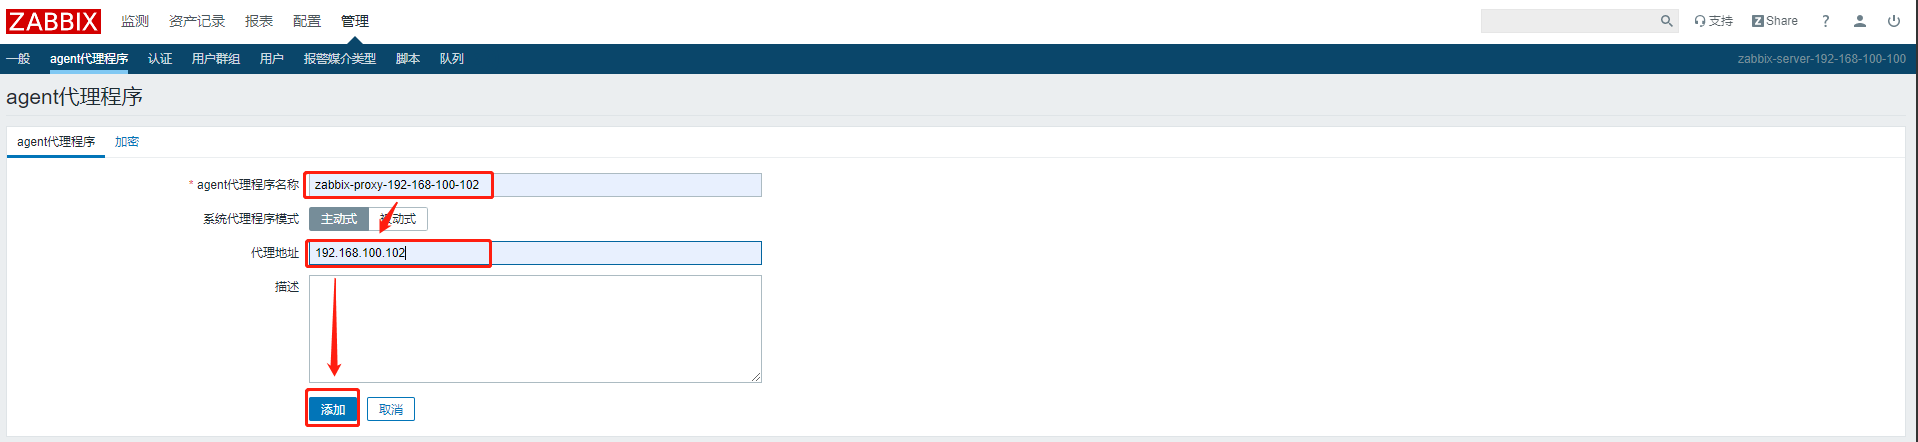 ZABBIX 监测 资产记录 报表 配置 管理 支持 Z Share ?
一般 agent代理程序 认证 用户群组 用户 报警媒介类型 脚本 队列 zabbix-server-192-168-100-100
agent代理程序
agent代理程序 加密
* agent代理程序名称 zabbix-proxy-192-168-100-102
系统代理程序模式 主动式 动式
代理地址 192.168.100.102
描述
添加 取消